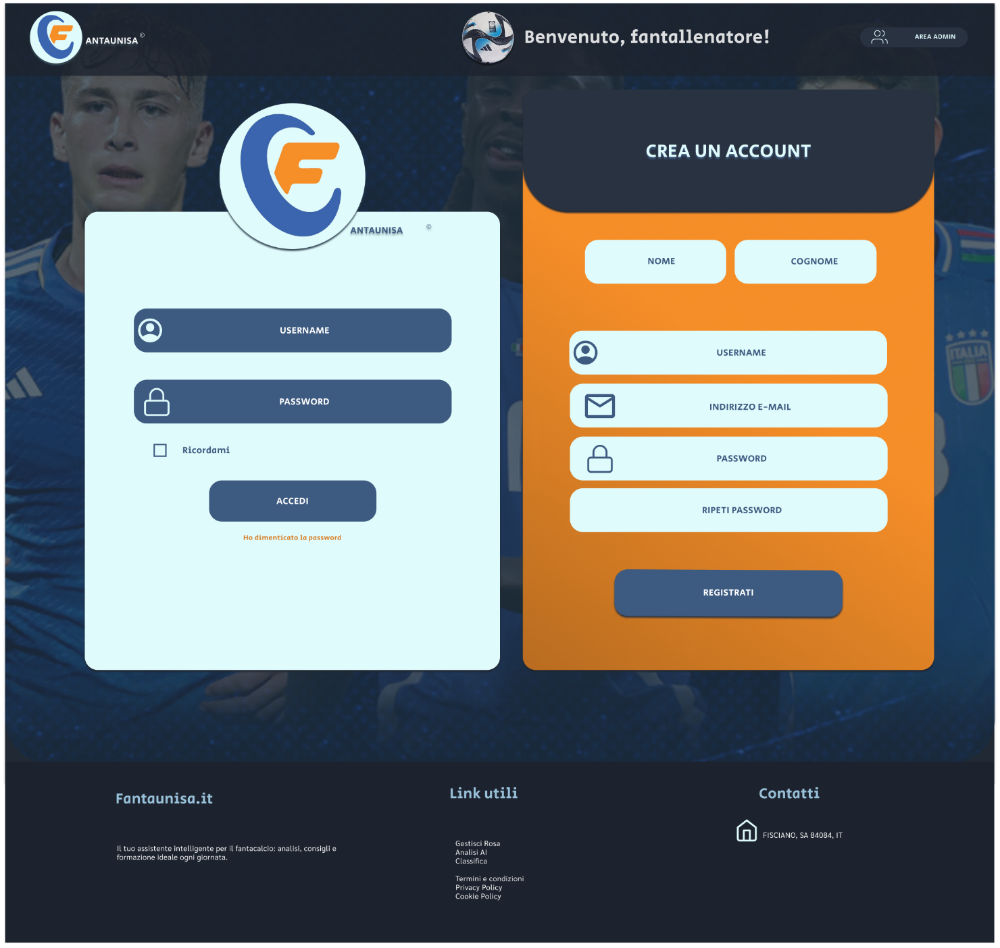 ANTAUNISA ©
Benvenuto, fantallenatore!
AREA ADMIN
ANTAUNISA ©
USERNAME
PASSWORD
Ricordami
ACCEDI
Ho dimenticato la password
CREA UN ACCOUNT
NOME
COGNOME
USERNAME
INDIRIZZO E-MAIL
PASSWORD
RIPETI PASSWORD
REGISTRATI
ITALIA
Fantaunisa.it
Il tuo assistente intelligente per il fantacalcio: analisi, consigli e
formazione ideale ogni giornata.
Link utili
Gestisci Rosa
Analisi AI
Classifica
Termini e condizioni
Privacy Policy
Cookie Policy
Contatti
FISCIANO, SA 84084, IT